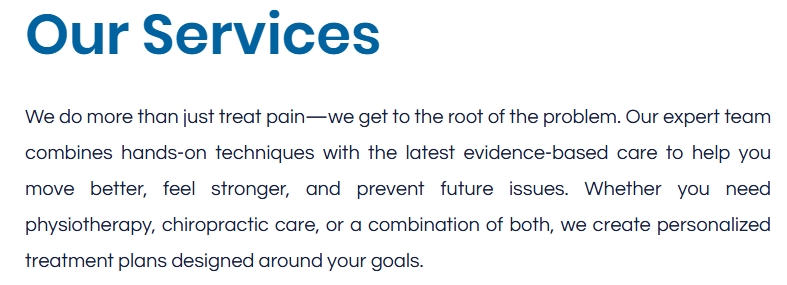 Our Services
We do more than just treat pain—we get to the root of the problem. Our expert team
combines hands-on techniques with the latest evidence-based care to help you
move better, feel stronger, and prevent future issues. Whether you need
physiotherapy, chiropractic care, or a combination of both, we create personalized
treatment plans designed around your goals.